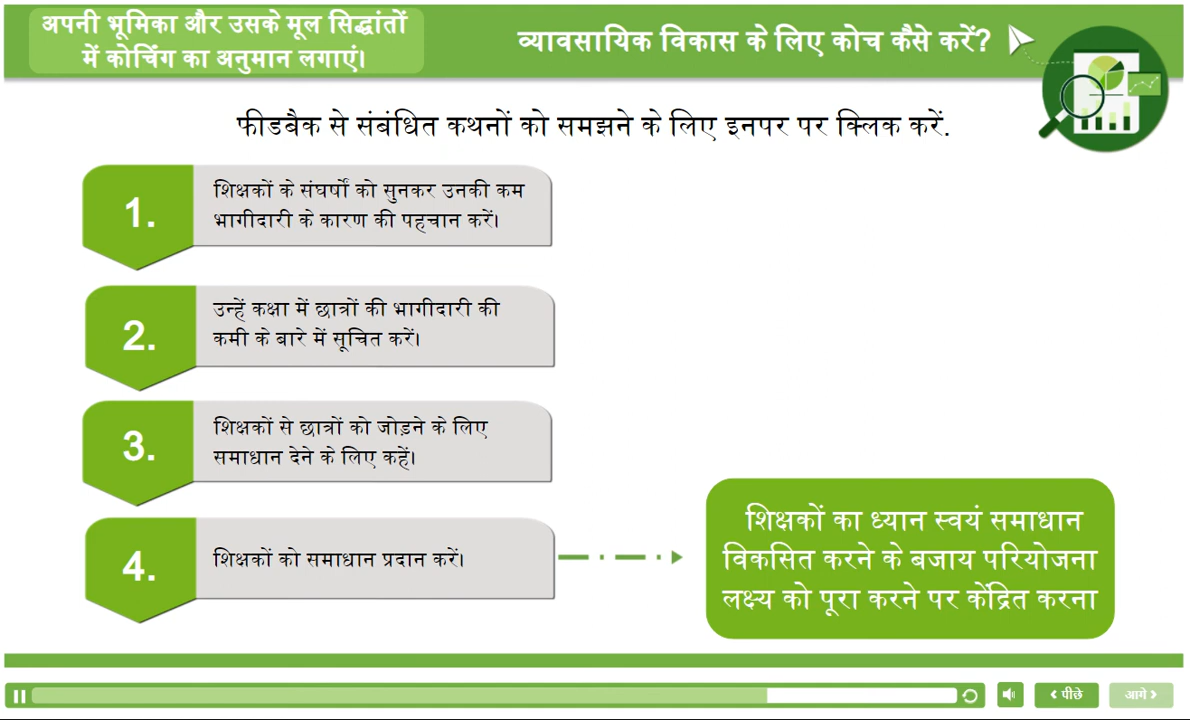 अपनी भूमिका और उसके मूल सिद्धांतों
में कोचिंग का अनुमान लगाएं।
व्यावसायिक विकास के लिए कोच कैसे करें?
फीडबैक से संबंधित कथनों को समझने के लिए इनपर पर क्लिक करें.
1.
शिक्षकों के संघर्षों को सुनकर उनकी कम
भागीदारी के कारण की पहचान करें।
2.
उन्हें कक्षा में छात्रों की भागीदारी की
कमी के बारे में सूचित करें।
3.
शिक्षकों से छात्रों को जोड़ने के लिए
समाधान देने के लिए कहें।
4.
शिक्षकों को समाधान प्रदान करें।
शिक्षकों का ध्यान स्वयं समाधान
विकसित करने के बजाय परियोजना
लक्ष्य को पूरा करने पर केंद्रित करना
पीछे
आगे